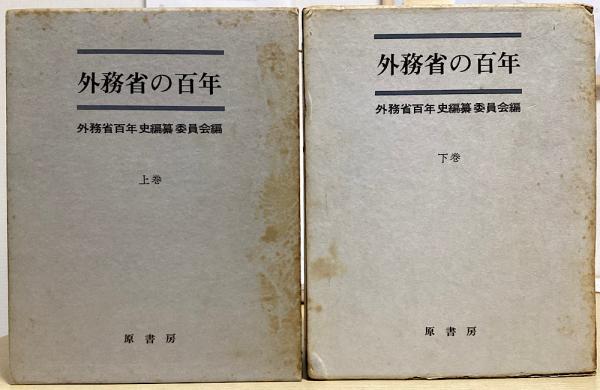 外務省の百年
外務省百年史編纂委員会編
上巻
原書房
外務省の百年
外務省百年史編纂委員会編
下巻
原書房